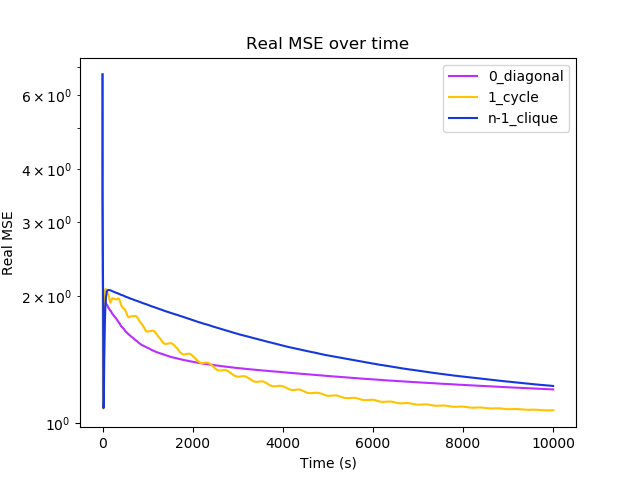 Real MSE over time
0_diagonal
1_cycle
n-1_clique
6 × 10⁰
4 × 10⁰
3 × 10⁰
2 × 10⁰
10⁰
Real MSE
0 2000 4000 6000 8000 10000
Time (s)